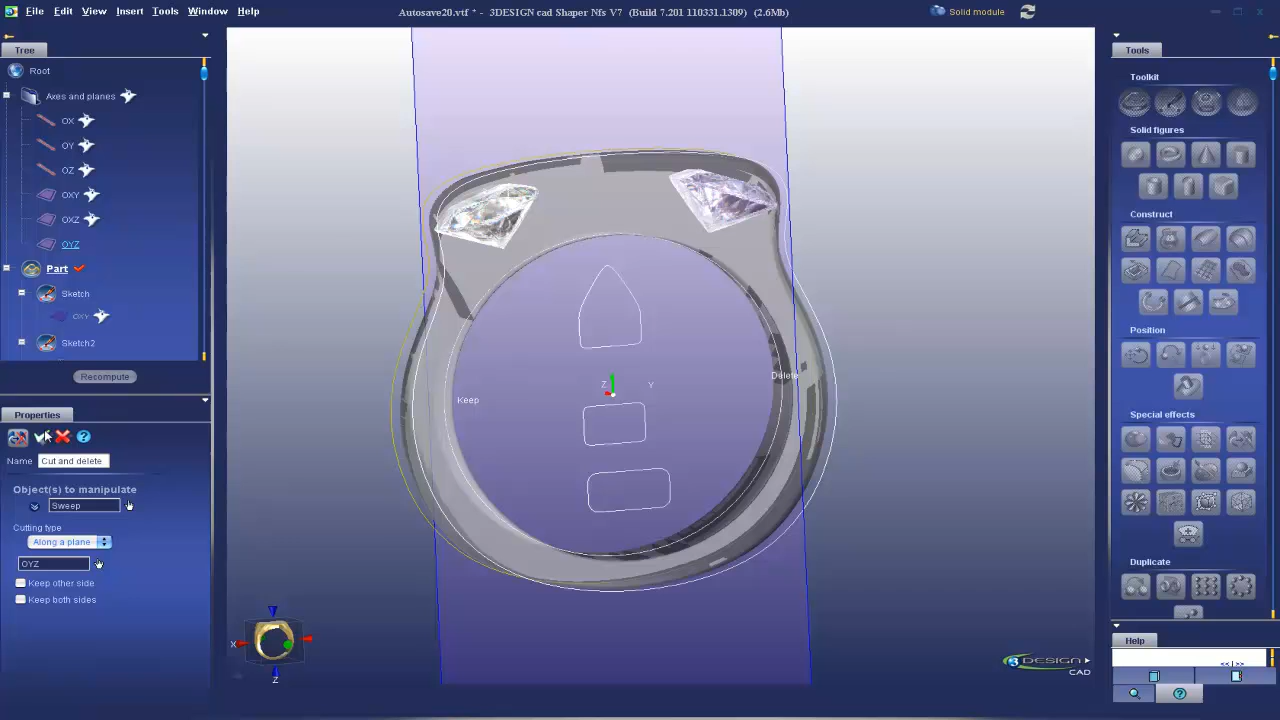 File Edit View Insert Tools Window Help
Autosave20.vtf * - 3DESIGN cad Shaper Nfs V7 (Build 7.201 110331.1309) (2.6Mb)
Solid module
Tree
Root
Axes and planes
OX
OY
OZ
OXY
OXZ
OYZ
Part
Sketch
OXY
Sketch2
Recompute
Properties
Name Cut and delete
Object(s) to manipulate
Sweep
Cutting type
Along a plane
OYZ
Keep other side
Keep both sides
Keep
Z Y
Delete
X
Z
3DESIGN
CAD
Tools
Toolkit
Solid figures
Construct
Position
Special effects
Duplicate
Help
<< | >>